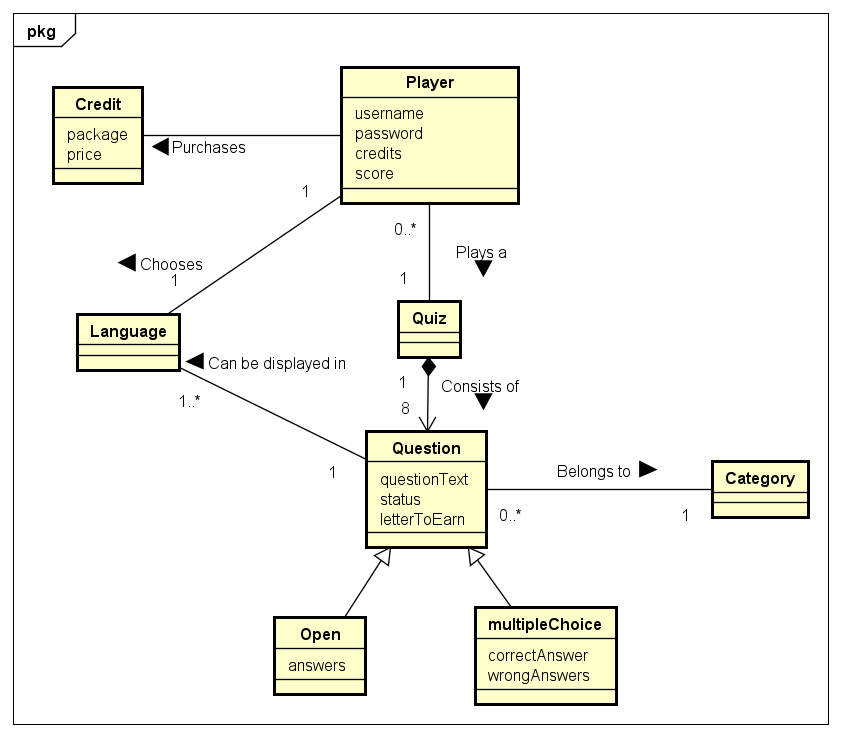 pkg
Player
username
password
credits
score
Credit
package
price
Purchases
1
0..*
Plays a
1
Chooses
1
Language
Quiz
Can be displayed in
1..*
1
Consists of
8
Question
questionText
status
letterToEarn
1
Belongs to
0..*
1
Category
Open
answers
multipleChoice
correctAnswer
wrongAnswers